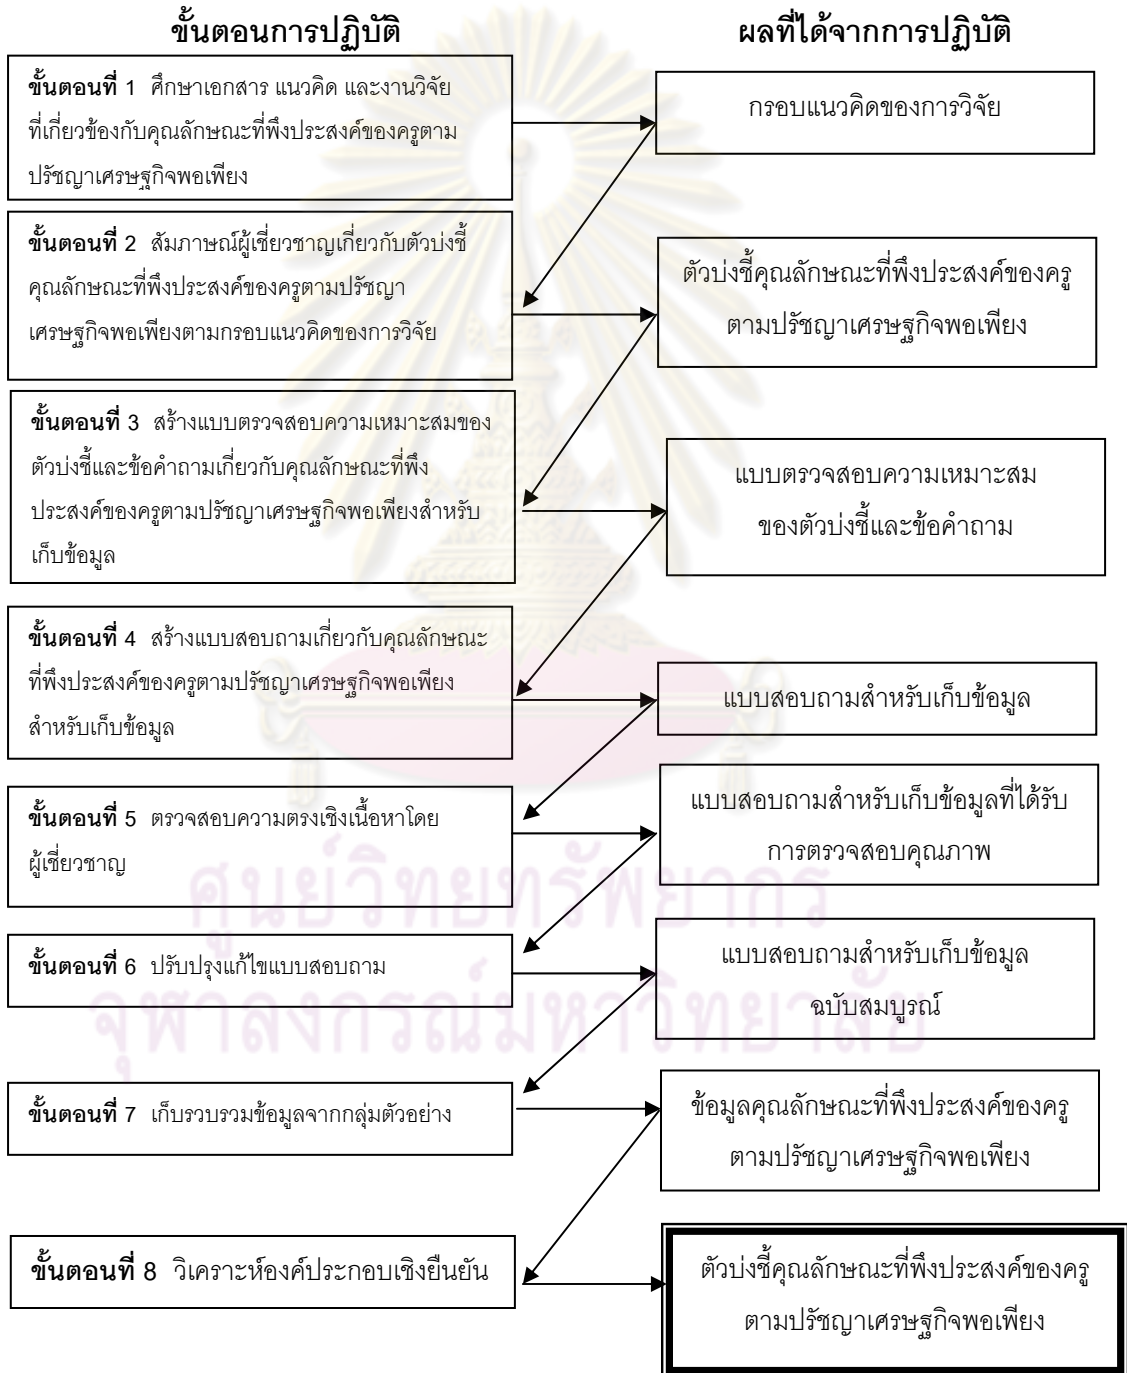 ขั้นตอนการปฏิบัติ
ผลที่ได้จากการปฏิบัติ
ขั้นตอนที่ 1 ศึกษาเอกสาร แนวคิด และงานวิจัย
ที่เกี่ยวข้องกับคุณลักษณะที่พึงประสงค์ของครูตาม
ปรัชญาเศรษฐกิจพอเพียง
กรอบแนวคิดของการวิจัย
ขั้นตอนที่ 2 สัมภาษณ์ผู้เชี่ยวชาญเกี่ยวกับตัวบ่งชี้
คุณลักษณะที่พึงประสงค์ของครูตามปรัชญา
เศรษฐกิจพอเพียงตามกรอบแนวคิดของการวิจัย
ตัวบ่งชี้คุณลักษณะที่พึงประสงค์ของครู
ตามปรัชญาเศรษฐกิจพอเพียง
ขั้นตอนที่ 3 สร้างแบบตรวจสอบความเหมาะสมของ
ตัวบ่งชี้และข้อคำถามเกี่ยวกับคุณลักษณะที่พึง
ประสงค์ของครูตามปรัชญาเศรษฐกิจพอเพียงสำหรับ
เก็บข้อมูล
แบบตรวจสอบความเหมาะสม
ของตัวบ่งชี้และข้อคำถาม
ขั้นตอนที่ 4 สร้างแบบสอบถามเกี่ยวกับคุณลักษณะ
ที่พึงประสงค์ของครูตามปรัชญาเศรษฐกิจพอเพียง
สำหรับเก็บข้อมูล
แบบสอบถามสำหรับเก็บข้อมูล
ขั้นตอนที่ 5 ตรวจสอบความตรงเชิงเนื้อหาโดย
ผู้เชี่ยวชาญ
แบบสอบถามสำหรับเก็บข้อมูลที่ได้รับ
การตรวจสอบคุณภาพ
ศูนย์วิทยทรัพยากร
จุฬาลงกรณ์มหาวิทยาลัย
ขั้นตอนที่ 6 ปรับปรุงแก้ไขแบบสอบถาม
แบบสอบถามสำหรับเก็บข้อมูล
ฉบับสมบูรณ์
ขั้นตอนที่ 7 เก็บรวบรวมข้อมูลจากกลุ่มตัวอย่าง
ข้อมูลคุณลักษณะที่พึงประสงค์ของครู
ตามปรัชญาเศรษฐกิจพอเพียง
ขั้นตอนที่ 8 วิเคราะห์องค์ประกอบเชิงยืนยัน
ตัวบ่งชี้คุณลักษณะที่พึงประสงค์ของครู
ตามปรัชญาเศรษฐกิจพอเพียง